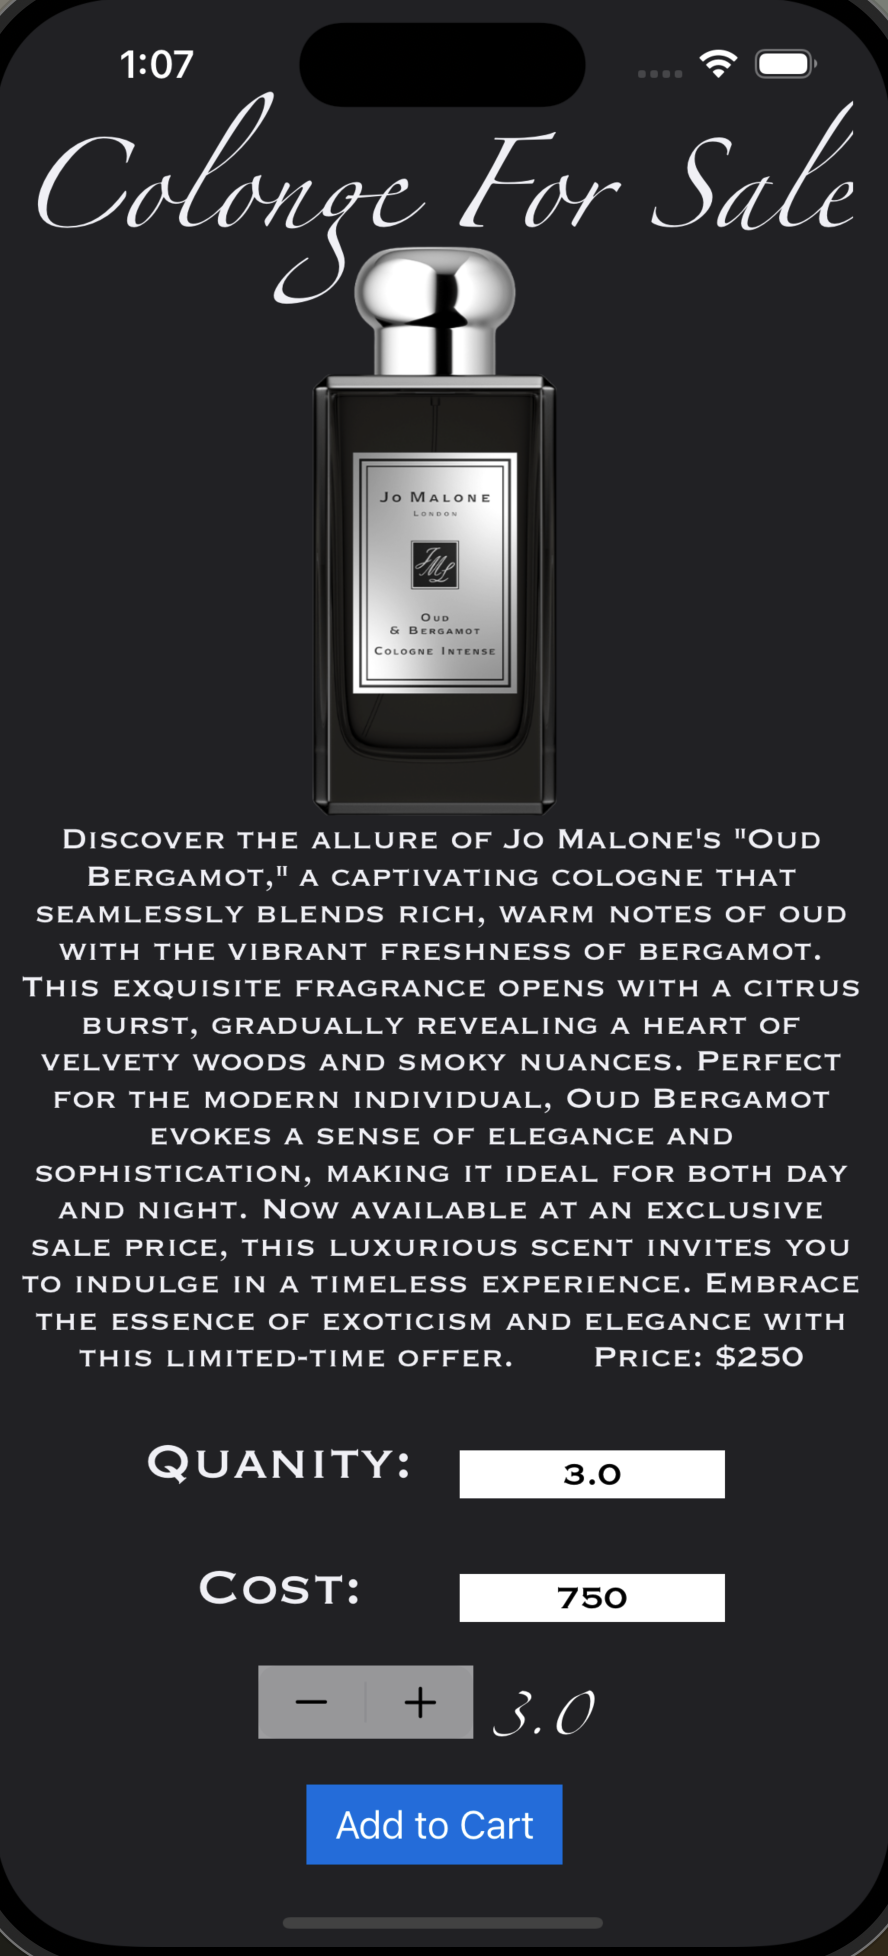 1:07
Colonge For Sale
Jo Malone
London
JML
Oud
& Bergamot
Cologne Intense
Discover the allure of Jo Malone's "Oud
Bergamot," a captivating cologne that
seamlessly blends rich, warm notes of oud
with the vibrant freshness of bergamot.
This exquisite fragrance opens with a citrus
burst, gradually revealing a heart of
velvety woods and smoky nuances. Perfect
for the modern individual, Oud Bergamot
evokes a sense of elegance and
sophistication, making it ideal for both day
and night. Now available at an exclusive
sale price, this luxurious scent invites you
to indulge in a timeless experience. Embrace
the essence of exoticism and elegance with
this limited-time offer. Price: $250
Quanity: 3.0
Cost: 750
− + 3.0
Add to Cart